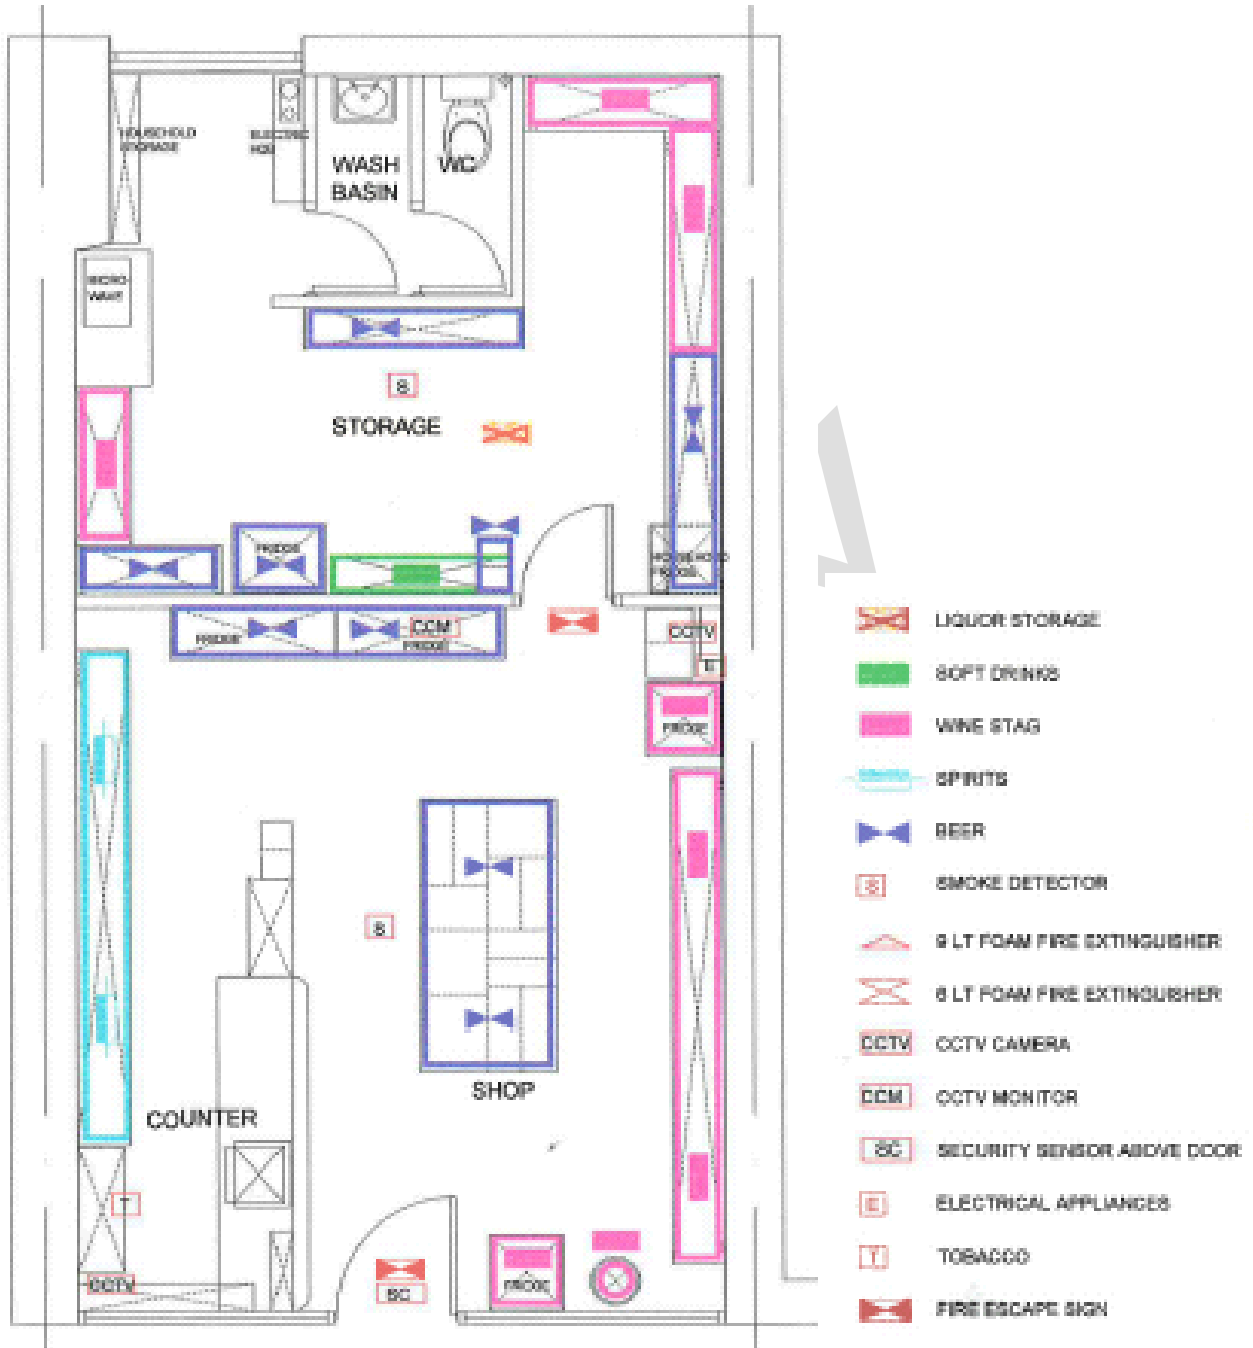 HOUSEHOLD
STORAGE
ELECTRIC
HOB
WASH
BASIN
WC
MICRO
WAVE
S
STORAGE
FRIDGE
HOUSEHOLD
FRIDGE
FRIDGE
CCM
FRIDGE
CCTV
E
FRIDGE
S
SHOP
COUNTER
T
CCTV
SC
FRIDGE
LIQUOR STORAGE
SOFT DRINKS
WINE STAG
SPIRITS
BEER
S SMOKE DETECTOR
9 LT FOAM FIRE EXTINGUISHER
6 LT FOAM FIRE EXTINGUISHER
CCTV CCTV CAMERA
CCM CCTV MONITOR
SC SECURITY SENSOR ABOVE DOOR
E ELECTRICAL APPLIANCES
T TOBACCO
FIRE ESCAPE SIGN